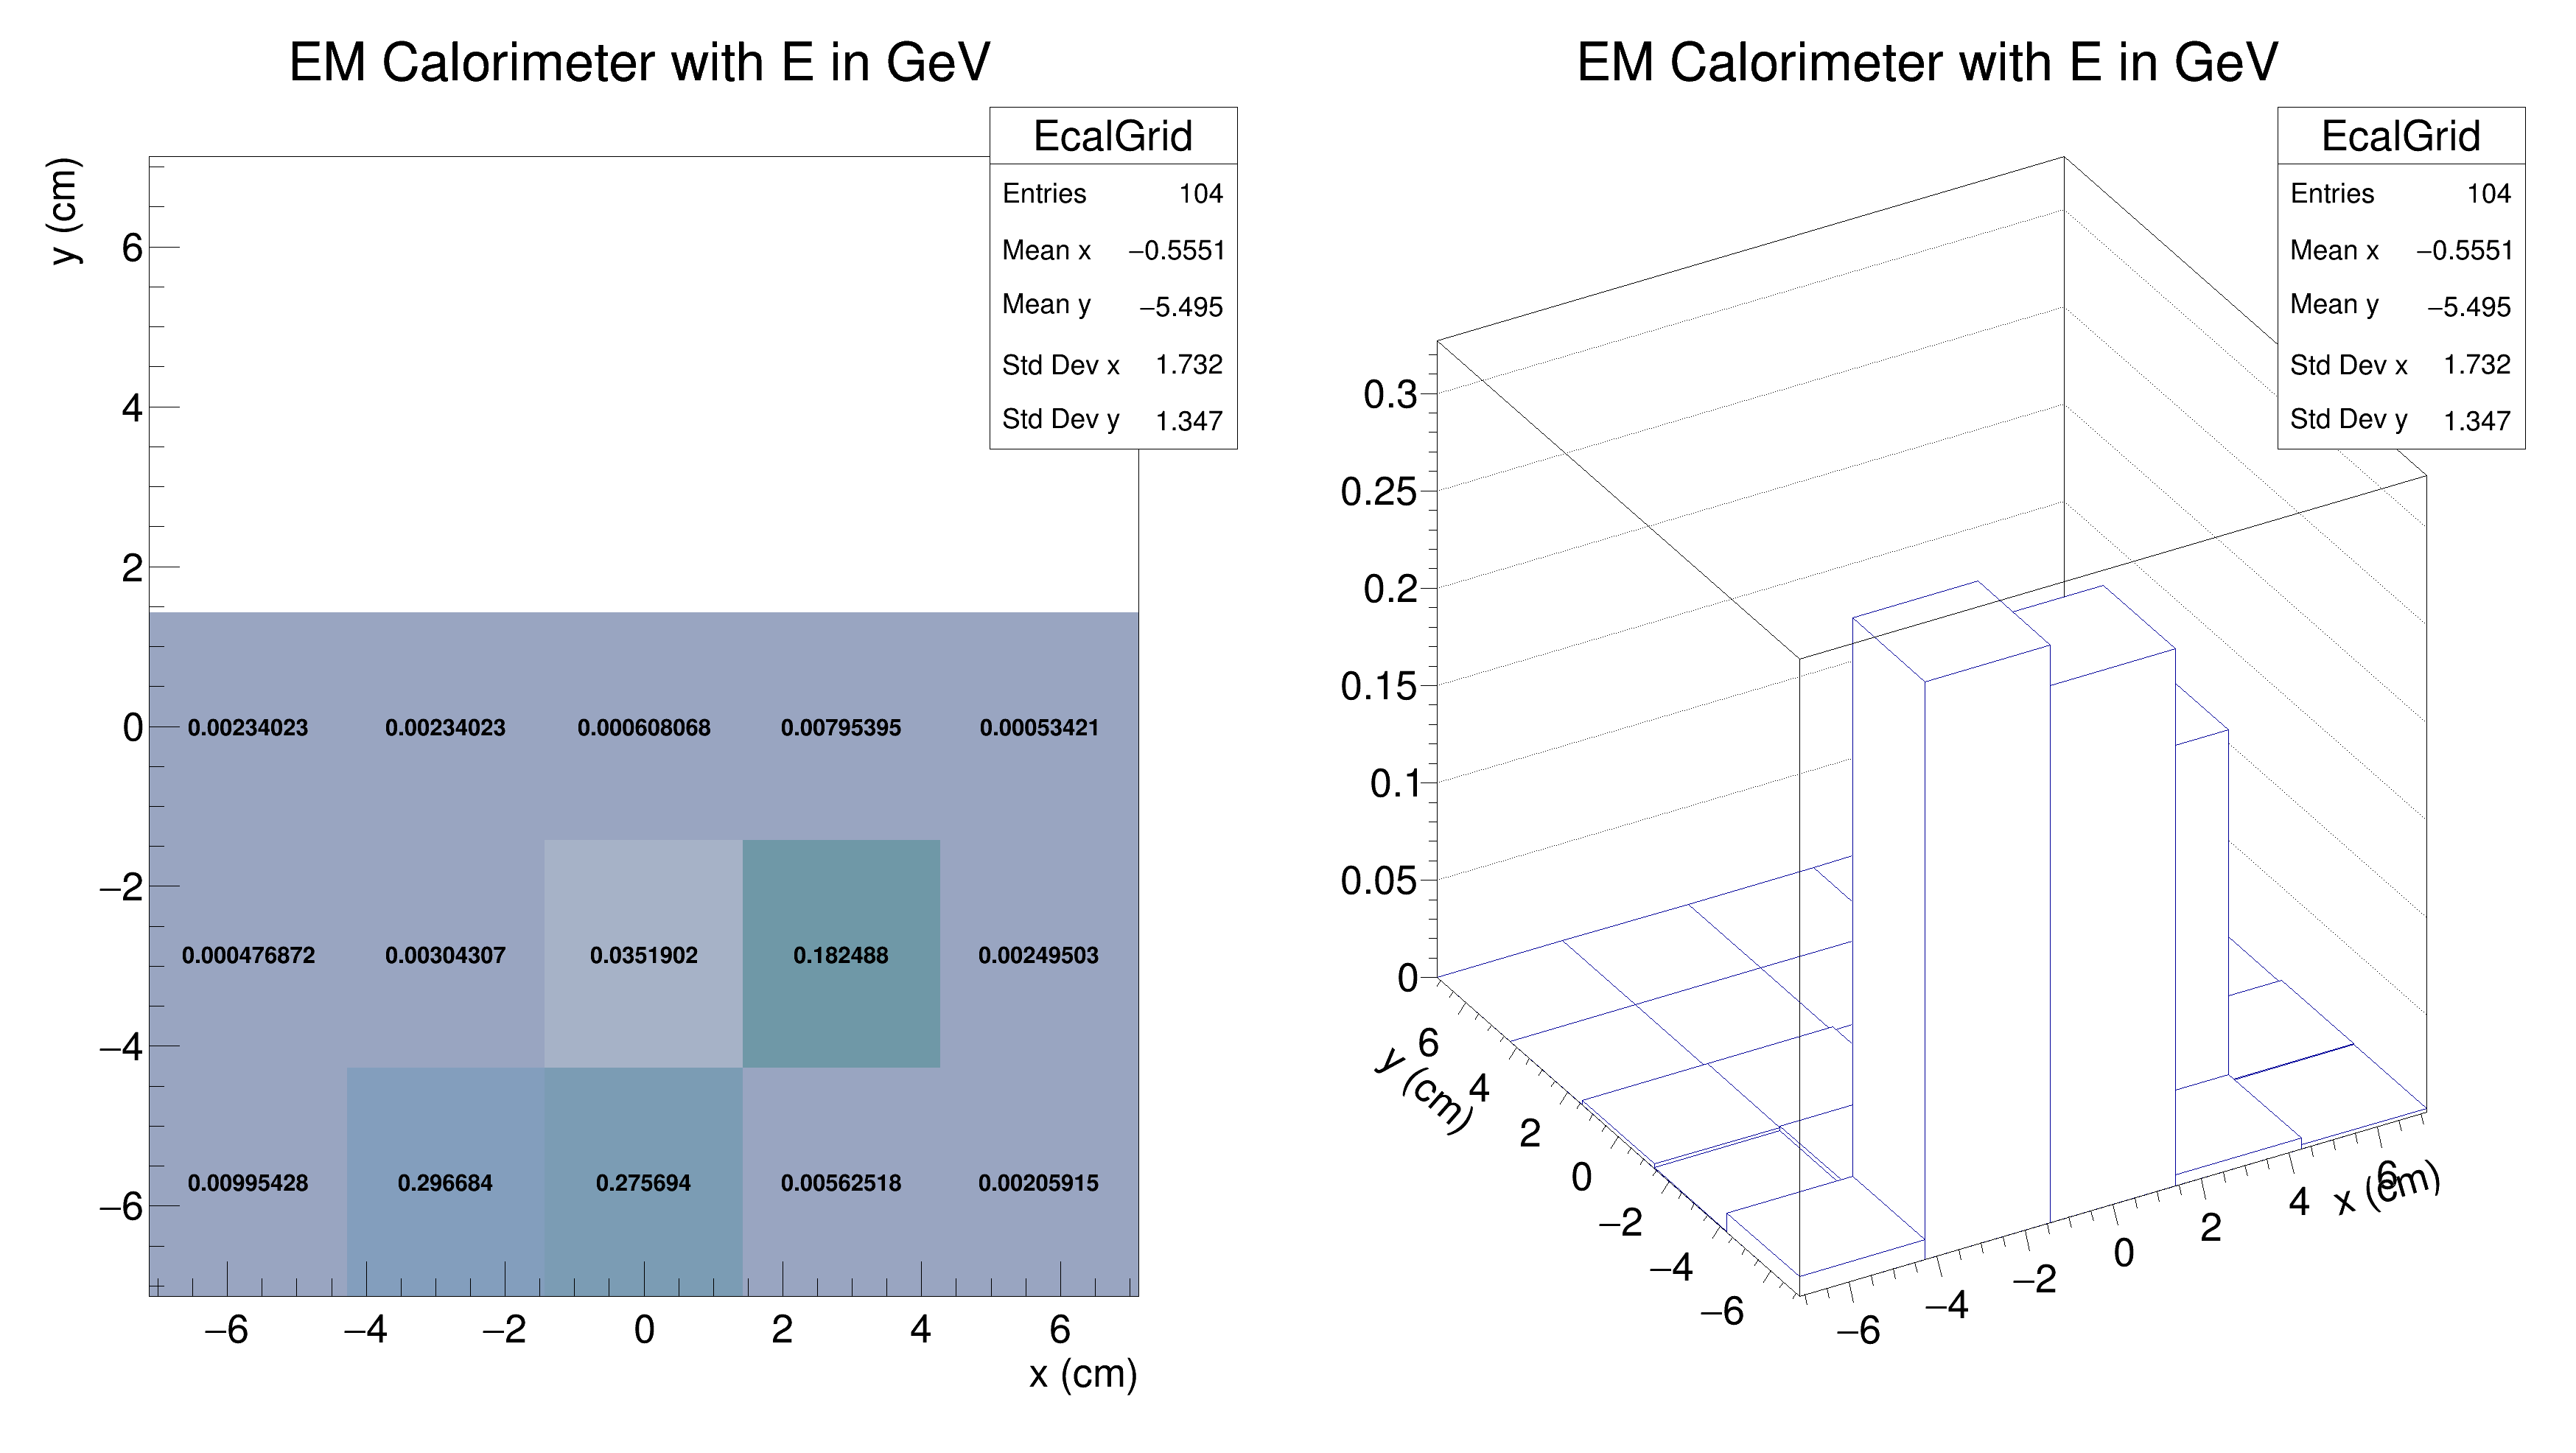 EM Calorimeter with E in GeV
EcalGrid
Entries 104
Mean x −0.5551
Mean y −5.495
Std Dev x 1.732
Std Dev y 1.347
y (cm)
6
4
2
0
−2
−4
−6
0.00234023 0.00234023 0.000608068 0.00795395 0.00053421
0.000476872 0.00304307 0.0351902 0.182488 0.00249503
0.00995428 0.296684 0.275694 0.00562518 0.00205915
−6 −4 −2 0 2 4 6
x (cm)
EM Calorimeter with E in GeV
EcalGrid
Entries 104
Mean x −0.5551
Mean y −5.495
Std Dev x 1.732
Std Dev y 1.347
0.3
0.25
0.2
0.15
0.1
0.05
0
6
4
2
0
−2
−4
−6
y (cm)
−6
−4
−2
0
2
4
6
x (cm)